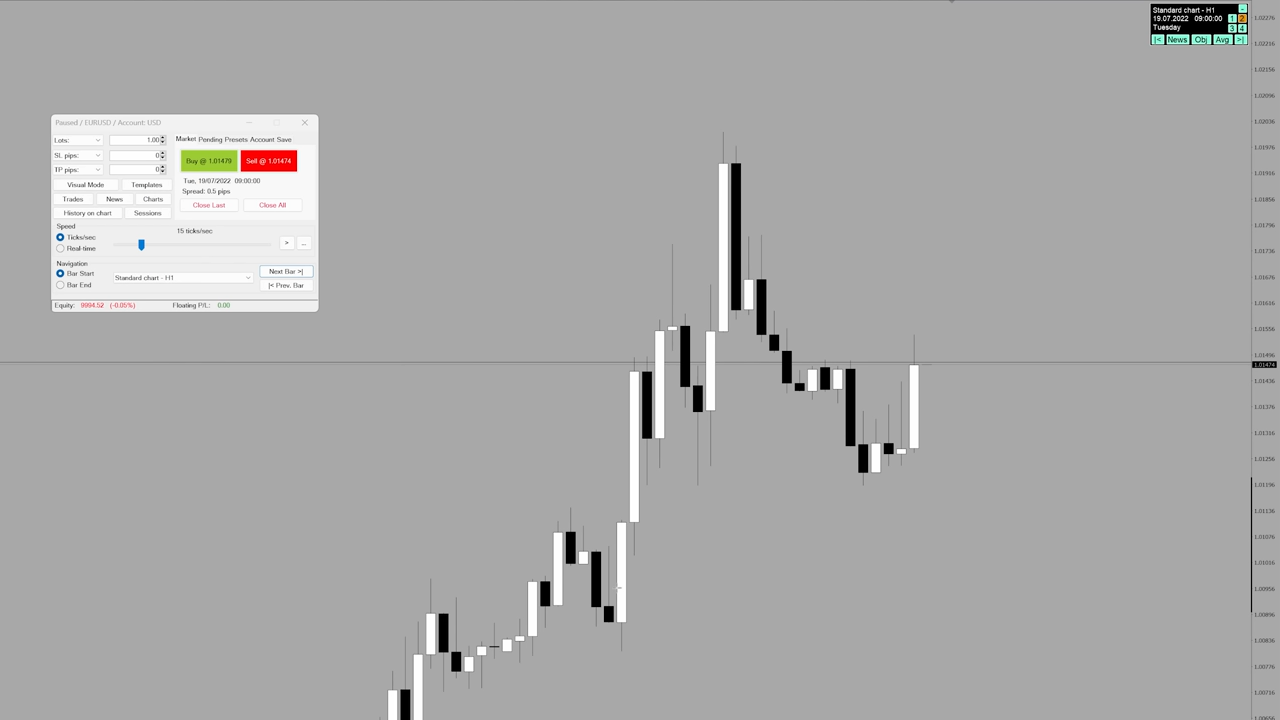 Standard chart - H1 -
19.07.2022 09:00:00 1 2
Tuesday 3 4
|< News Obj Avg >|
Paused / EURUSD / Account: USD
Lots: 1.00
SL pips: 0
TP pips: 0
Visual Mode Templates
Trades News Charts
History on chart Sessions
Market Pending Presets Account Save
Buy @ 1.01479 Sell @ 1.01474
Tue, 19/07/2022 09:00:00
Spread: 0.5 pips
Close Last Close All
Speed
15 ticks/sec
Ticks/sec
Real-time
> ...
Navigation
Bar Start
Bar End
Standard chart - H1
Next Bar >|
|< Prev. Bar
Equity: 9994.52 (-0.05%) Floating P/L: 0.00
1.02276
1.02216
1.02156
1.02096
1.02036
1.01976
1.01916
1.01856
1.01796
1.01736
1.01676
1.01616
1.01556
1.01496
1.01474
1.01436
1.01376
1.01316
1.01256
1.01196
1.01136
1.01076
1.01016
1.00956
1.00896
1.00836
1.00776
1.00716
1.00656